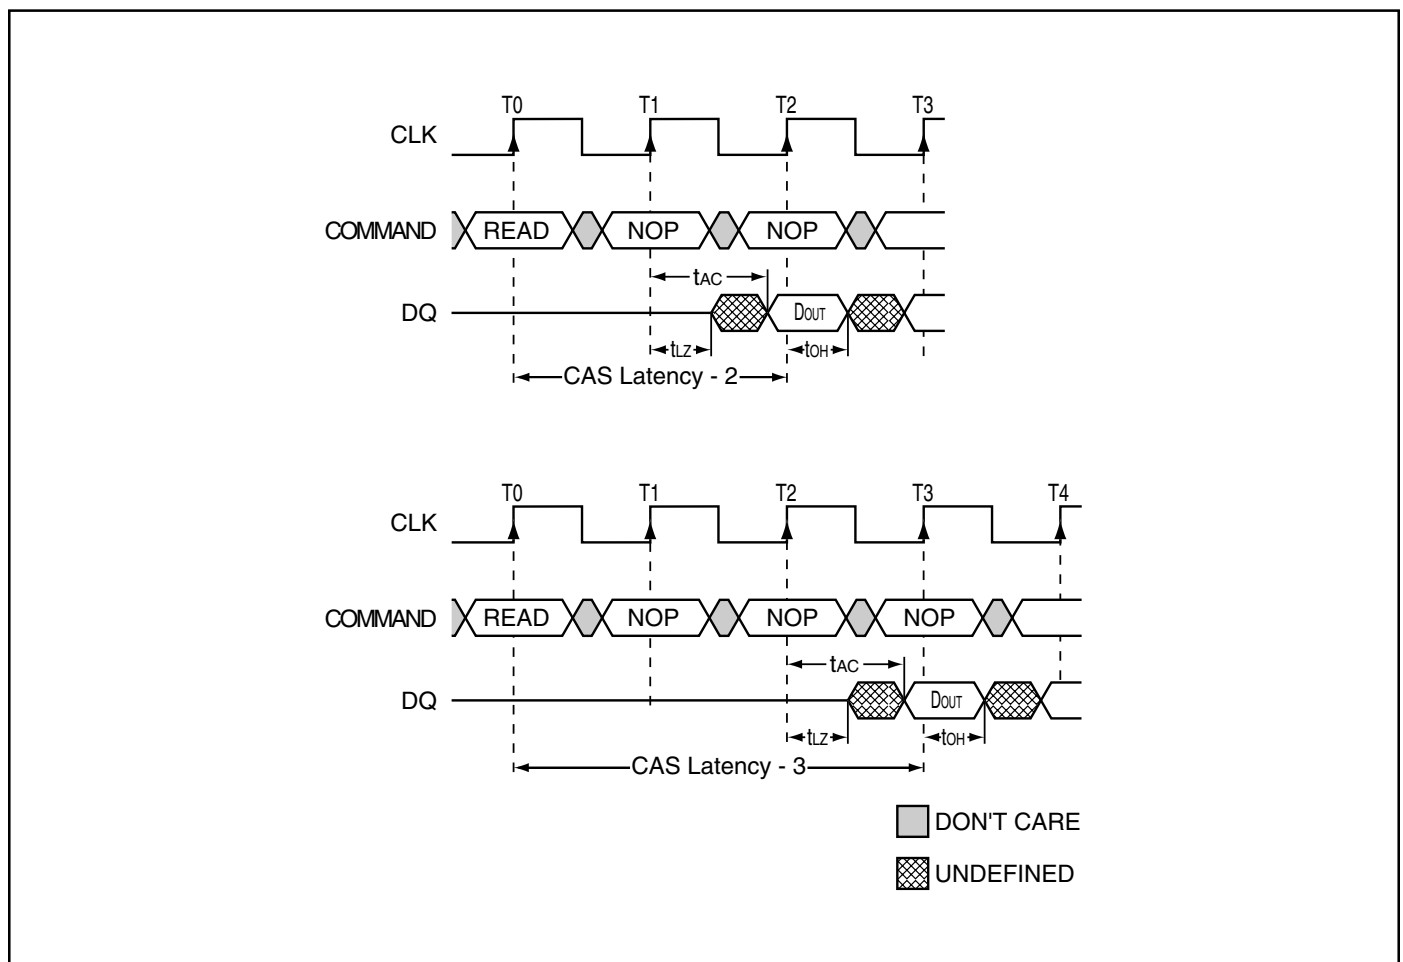 T0 T1 T2 T3
CLK
COMMAND READ NOP NOP
tAC
DQ DOUT
tLZ tOH
CAS Latency - 2
T0 T1 T2 T3 T4
CLK
COMMAND READ NOP NOP NOP
tAC
DQ DOUT
tLZ tOH
CAS Latency - 3
DON'T CARE
UNDEFINED